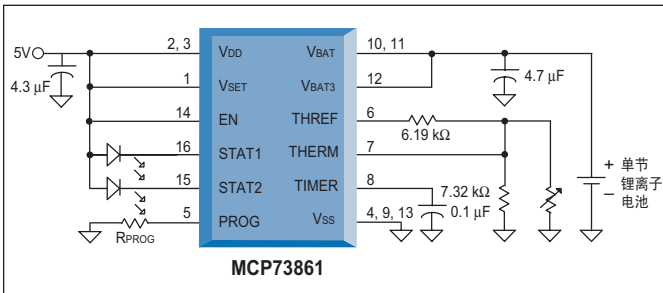 5V
4.3 μF
2, 3
1
14
16
15
5
RPROG
VDD
VSET
EN
STAT1
STAT2
PROG
VBAT
VBAT3
THREF
THERM
TIMER
VSS
10, 11
12
6
7
8
4, 9, 13
4.7 μF
6.19 kΩ
7.32 kΩ
0.1 μF
+ 单节
锂离子
– 电池
MCP73861